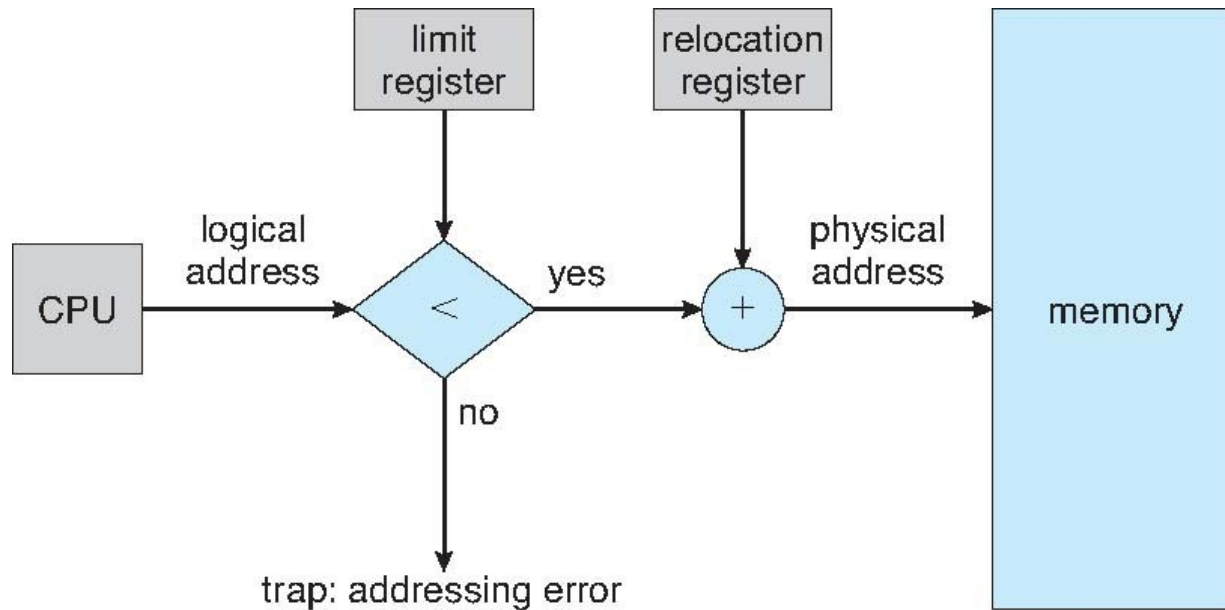 limit
register
relocation
register
logical
address
physical
address
CPU
<
yes
+
memory
no
trap: addressing error